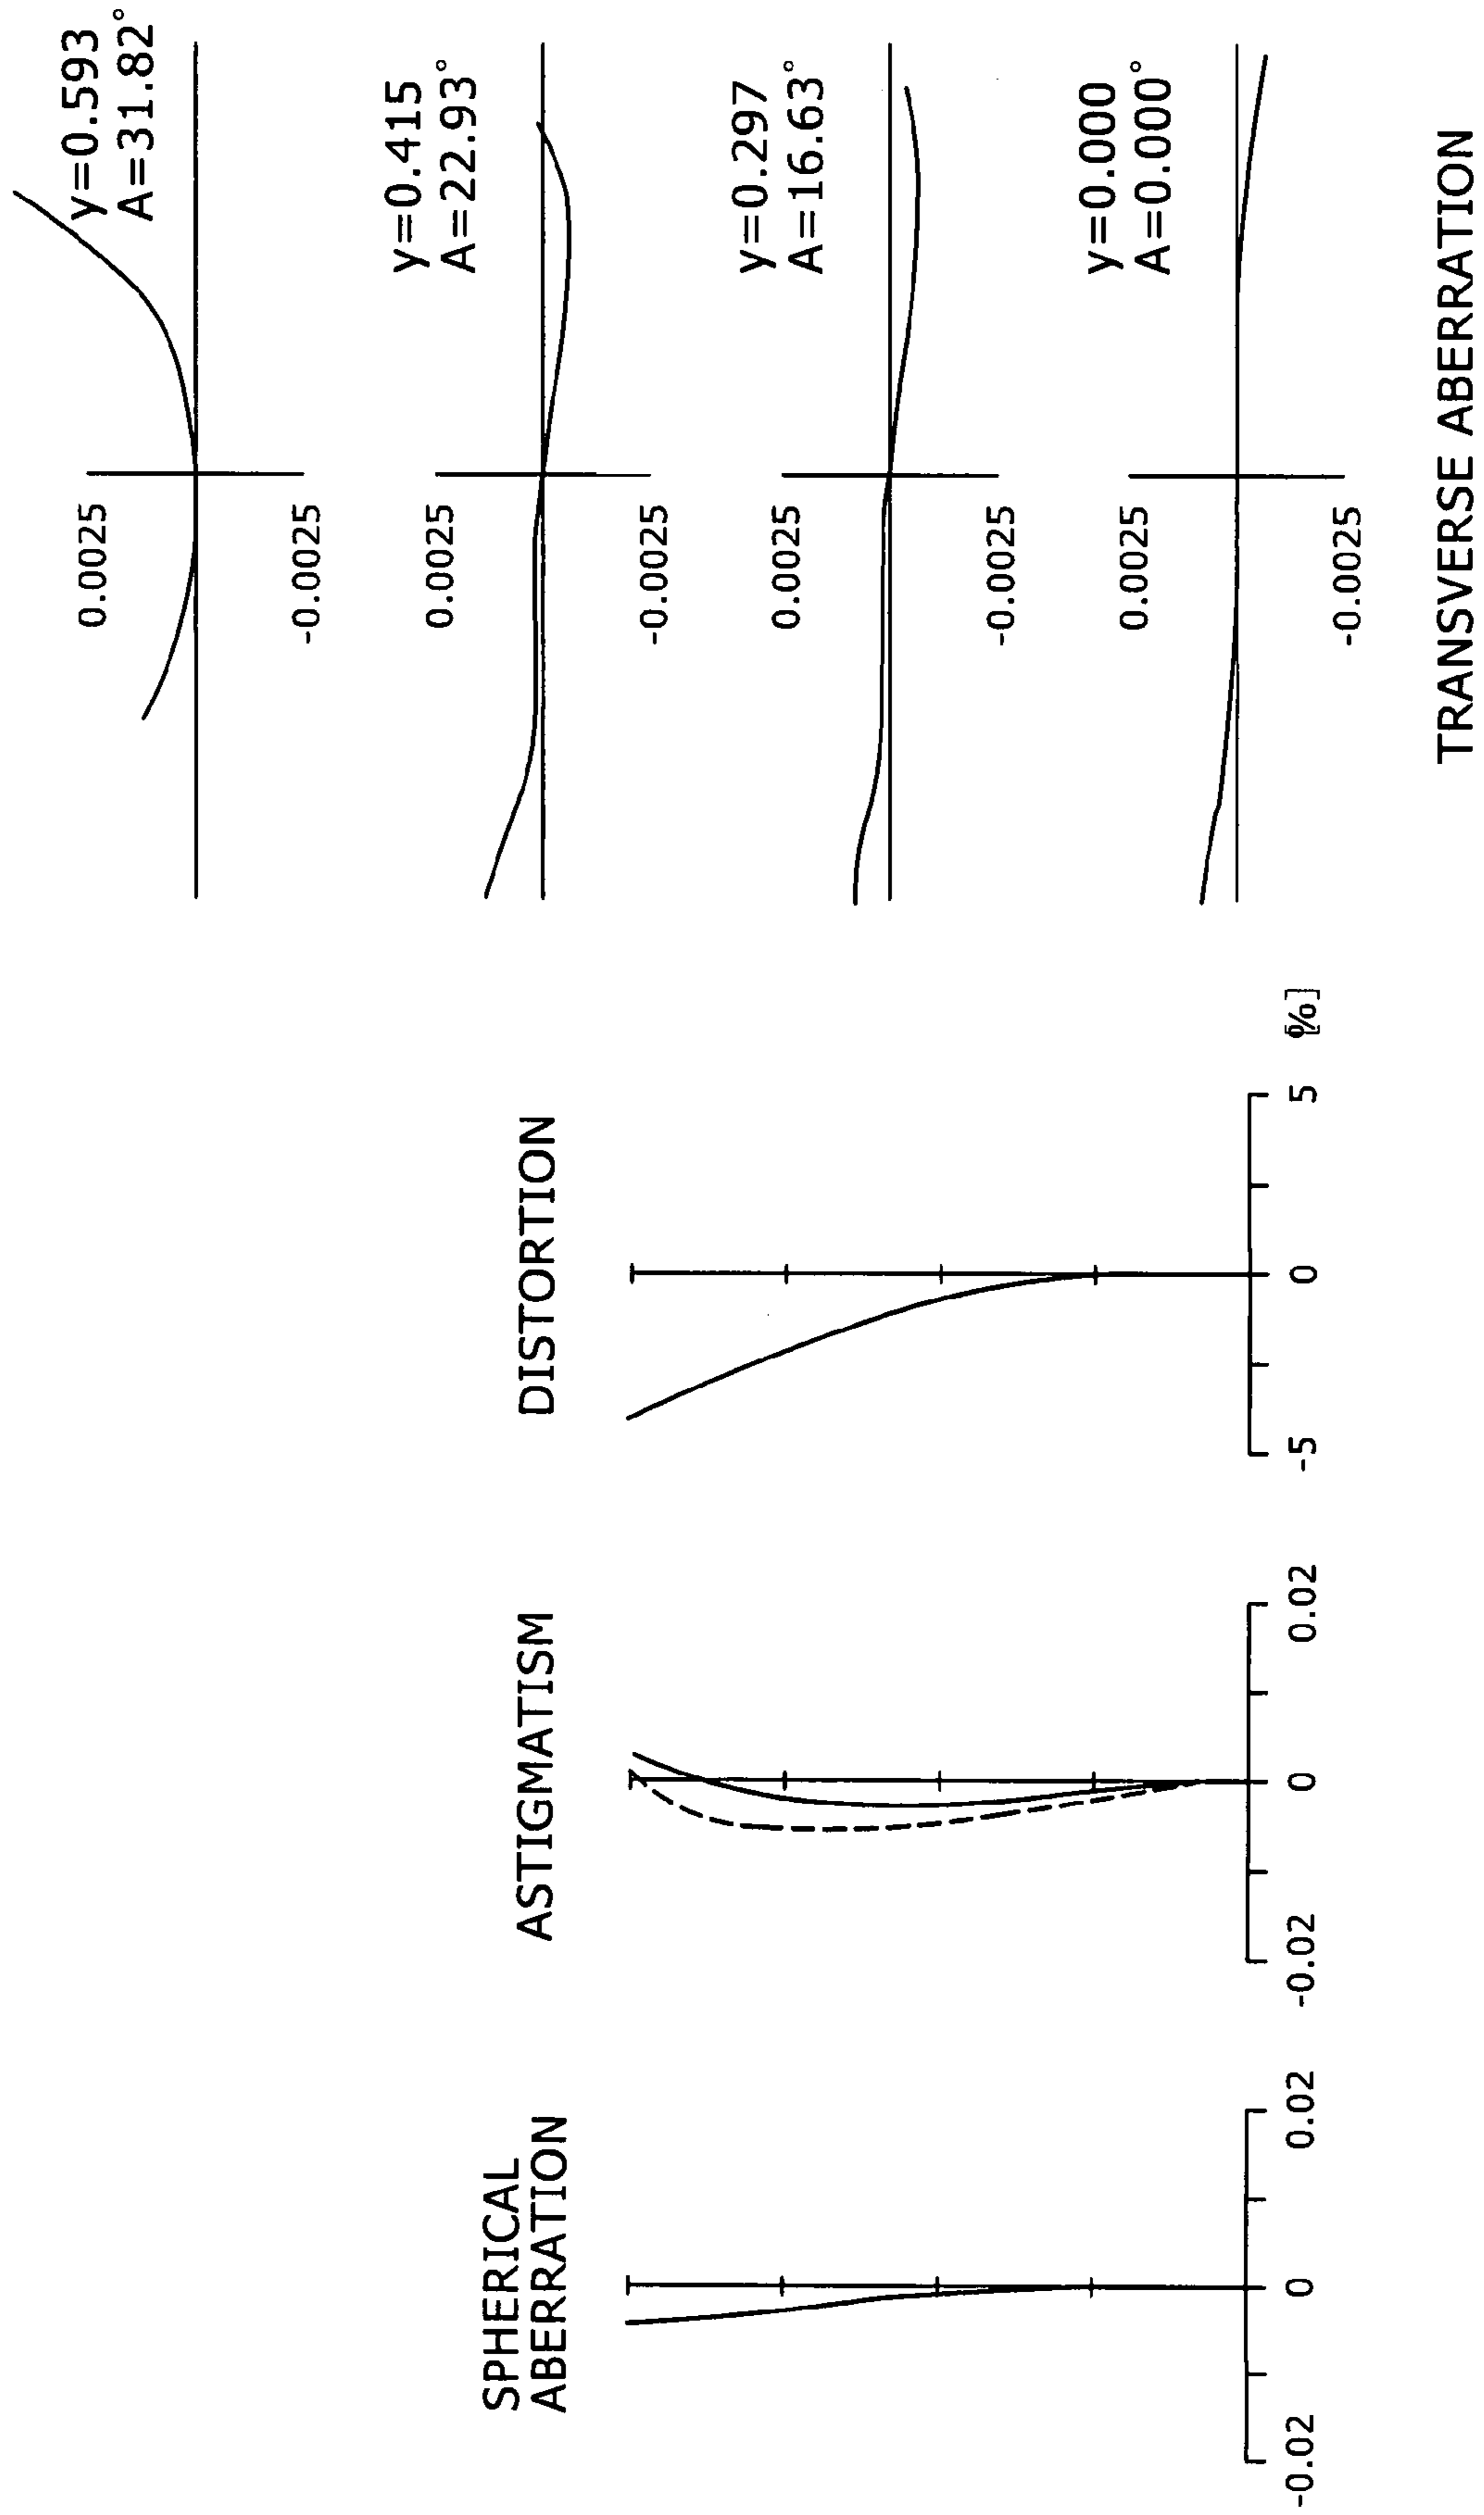 SPHERICAL
ABERRATION
-0.02
0
0.02
ASTIGMATISM
-0.02
0
0.02
DISTORTION
-5
0
5
[%]
y=0.593
A=31.82°
0.0025
-0.0025
y=0.415
A=22.93°
0.0025
-0.0025
y=0.297
A=16.63°
0.0025
-0.0025
y=0.000
A=0.000°
0.0025
-0.0025
TRANSVERSE ABERRATION